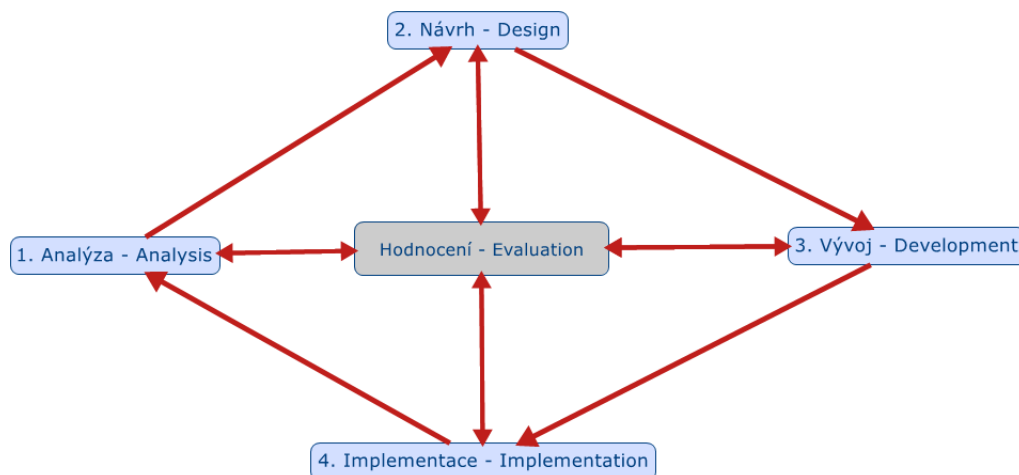 2. Návrh - Design
1. Analýza - Analysis
Hodnocení - Evaluation
3. Vývoj - Development
4. Implementace - Implementation